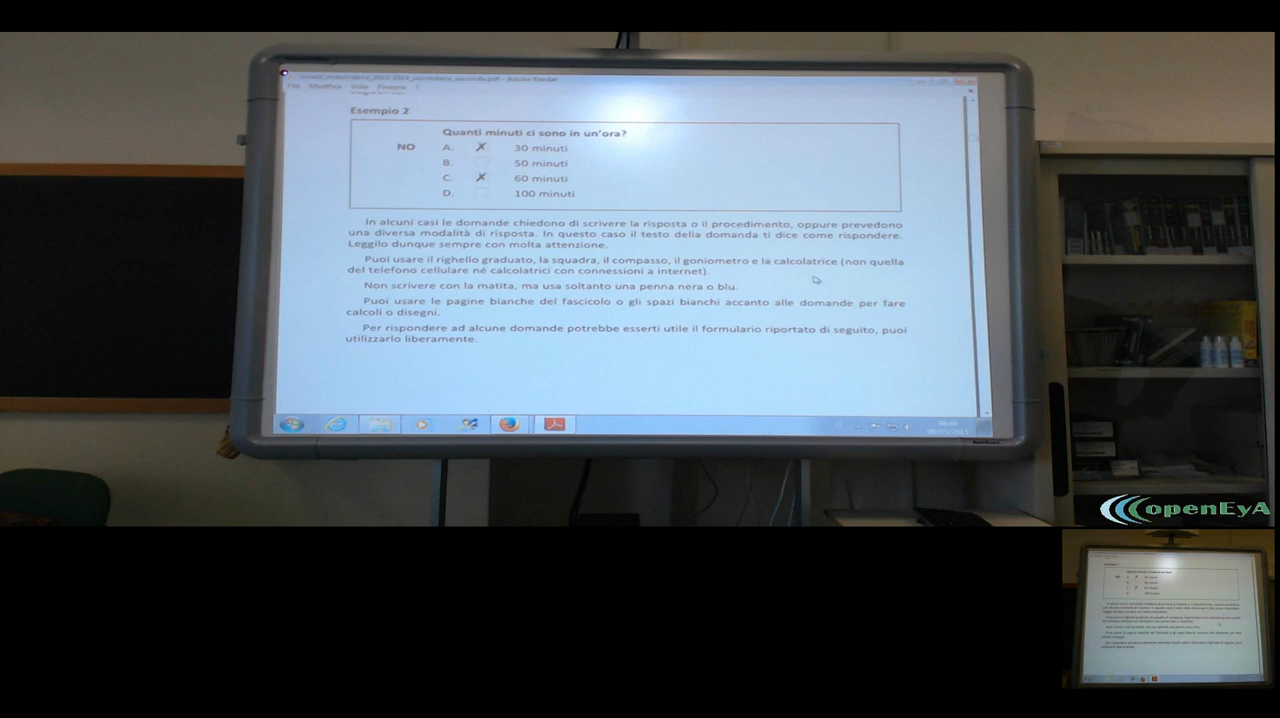 File Modifica Vista Finestra ?
Esempio 2
Quanti minuti ci sono in un'ora?
NO A. 30 minuti
B. 50 minuti
C. 60 minuti
D. 100 minuti
In alcuni casi le domande chiedono di scrivere la risposta o il procedimento, oppure prevedono
una diversa modalità di risposta. In questo caso il testo della domanda ti dice come rispondere.
Leggilo dunque sempre con molta attenzione.
Puoi usare il righello graduato, la squadra, il compasso, il goniometro e la calcolatrice (non quella
del telefono cellulare né calcolatrici con connessioni a internet).
Non scrivere con la matita, ma usa soltanto una penna nera o blu.
Puoi usare le pagine bianche del fascicolo o gli spazi bianchi accanto alle domande per fare
calcoli o disegni.
Per rispondere ad alcune domande potrebbe esserti utile il formulario riportato di seguito, puoi
utilizzarlo liberamente.
openEyA